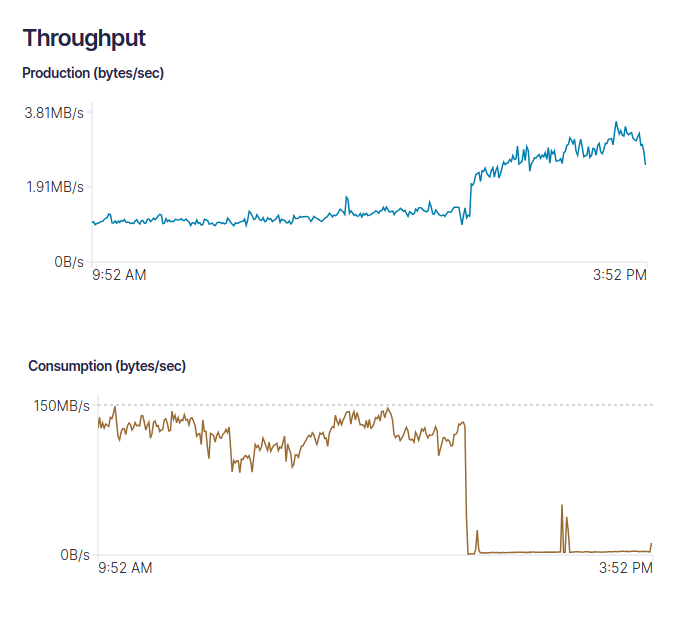 Throughput
Production (bytes/sec)
3.81MB/s
1.91MB/s
0B/s
9:52 AM 3:52 PM
Consumption (bytes/sec)
150MB/s
0B/s
9:52 AM 3:52 PM